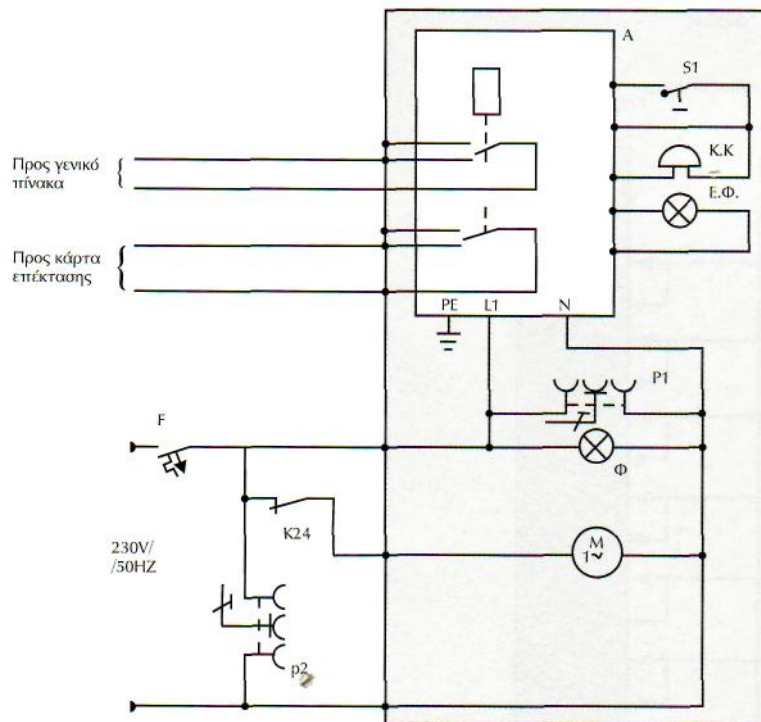 A
S1
Προς γενικό
πίνακα
Κ.Κ
Ε.Φ.
Προς κάρτα
επέκτασης
PE L1 N
P1
F
Φ
K24
230V/
/50HZ
M
1~
p2